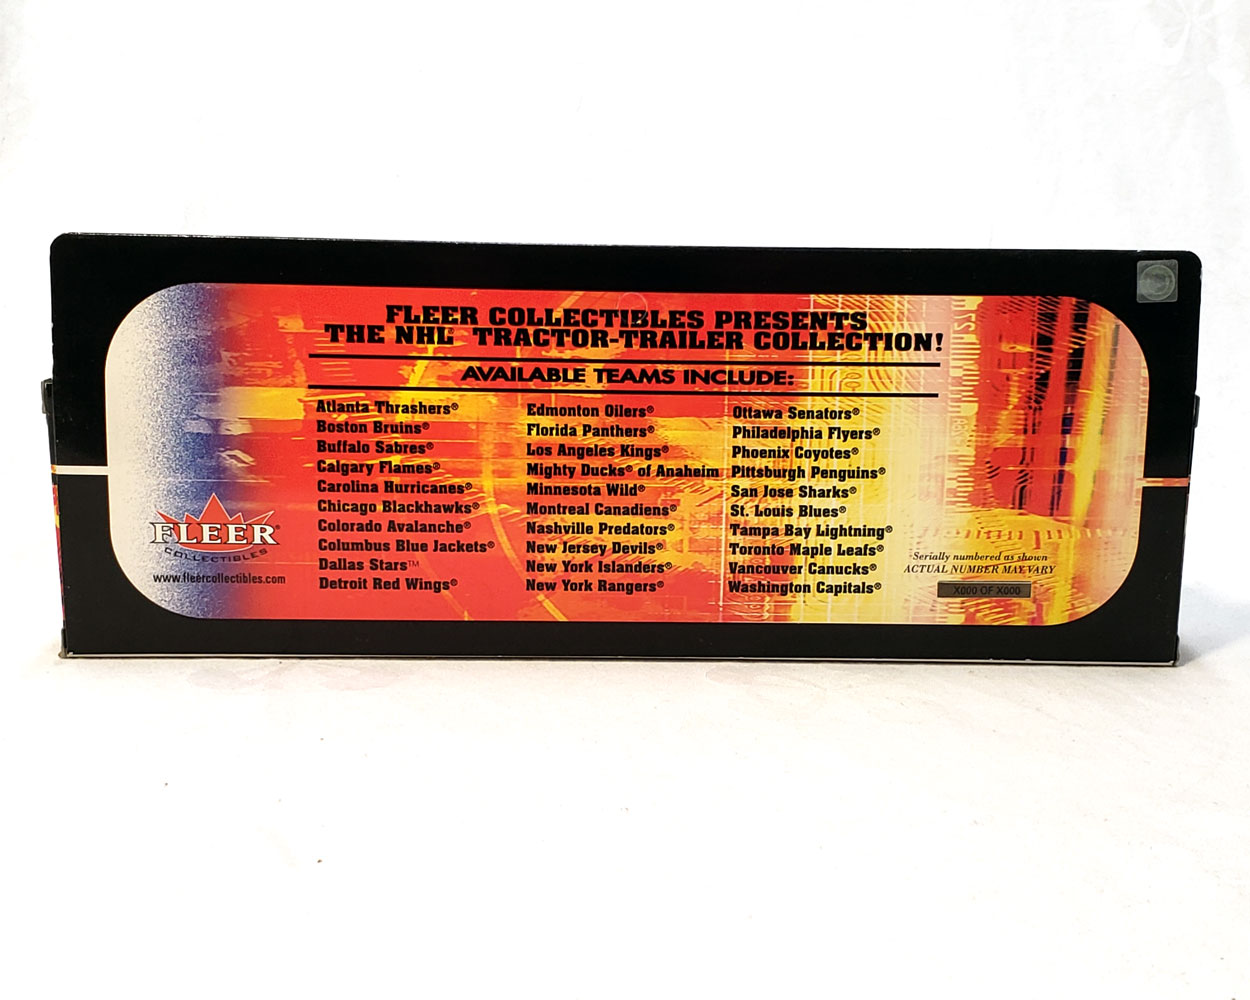 FLEER COLLECTIBLES PRESENTS
THE NHL® TRACTOR-TRAILER COLLECTION!
AVAILABLE TEAMS INCLUDE:
Atlanta Thrashers®
Boston Bruins®
Buffalo Sabres®
Calgary Flames®
Carolina Hurricanes®
Chicago Blackhawks®
Colorado Avalanche®
Columbus Blue Jackets®
Dallas Stars™
Detroit Red Wings®
Edmonton Oilers®
Florida Panthers®
Los Angeles Kings®
Mighty Ducks® of Anaheim
Minnesota Wild®
Montreal Canadiens®
Nashville Predators®
New Jersey Devils®
New York Islanders®
New York Rangers®
Ottawa Senators®
Philadelphia Flyers®
Phoenix Coyotes®
Pittsburgh Penguins®
San Jose Sharks®
St. Louis Blues®
Tampa Bay Lightning®
Toronto Maple Leafs®
Vancouver Canucks®
Washington Capitals®
FLEER®
COLLECTIBLES
www.fleercollectibles.com
Serially numbered as shown
ACTUAL NUMBER MAY VARY
X000 OF X000